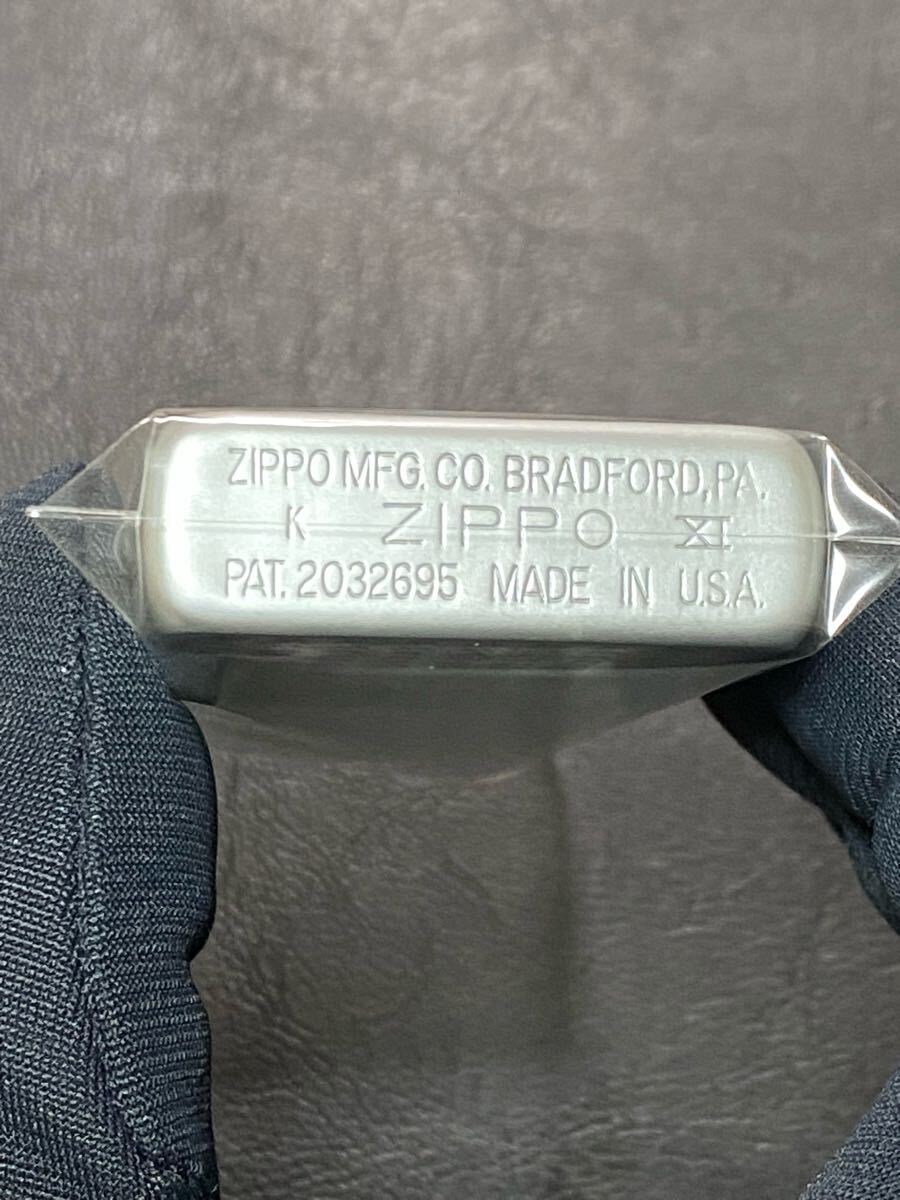 ZIPPO MFG. CO. BRADFORD, PA.
K ZIPPO XI
PAT. 2032695 MADE IN U.S.A.